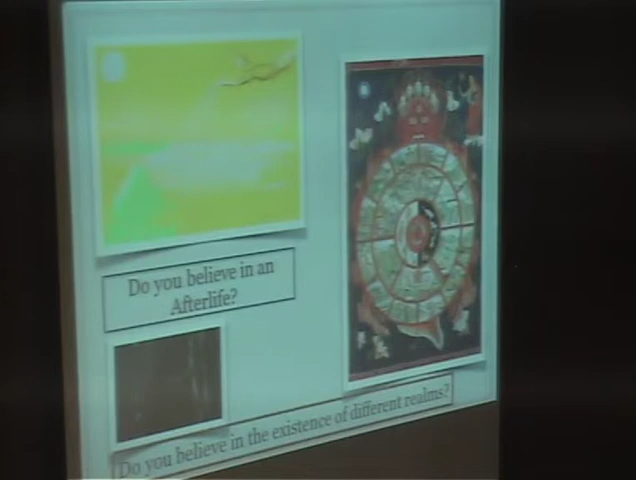 Do you believe in an
Afterlife?
Do you believe in the existence of different realms?